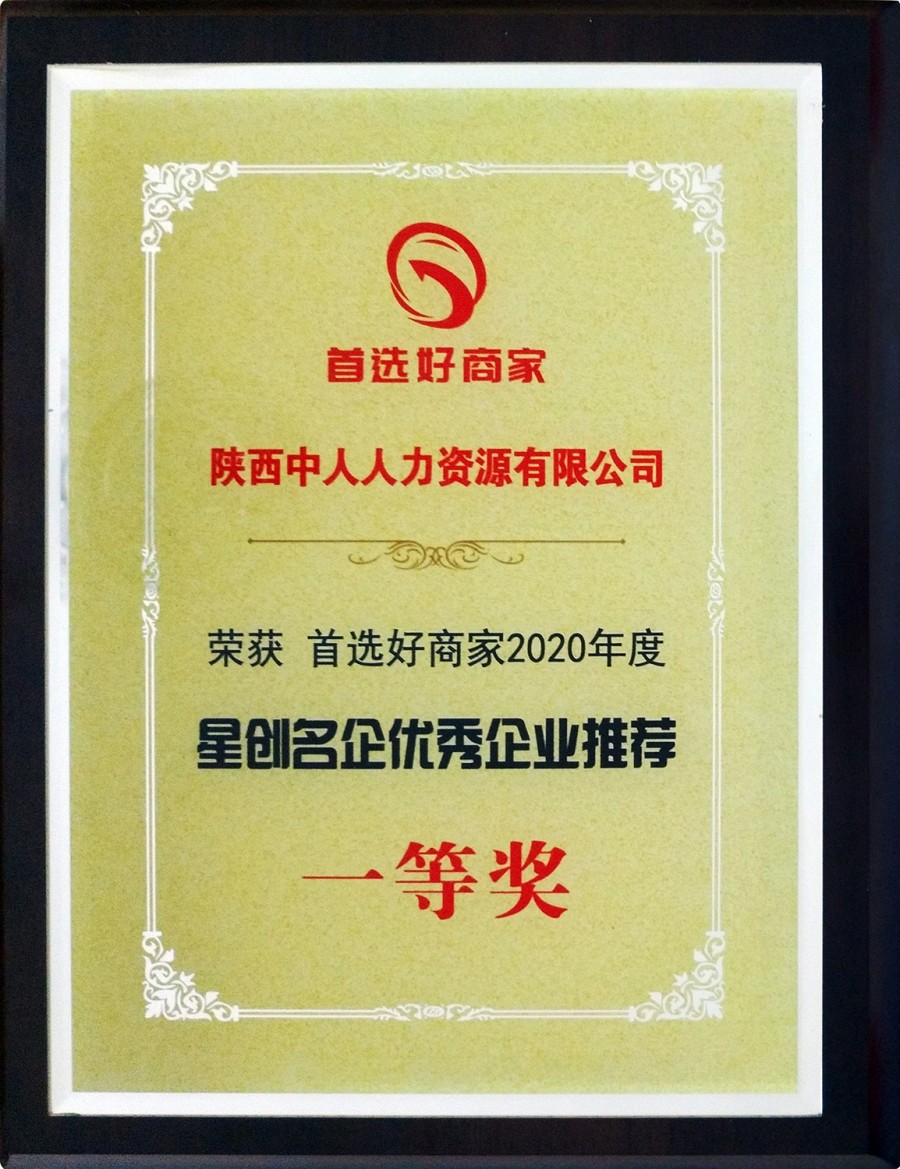 首选好商家
陕西中人人力资源有限公司
荣获 首选好商家2020年度
星创名企优秀企业推荐
一等奖